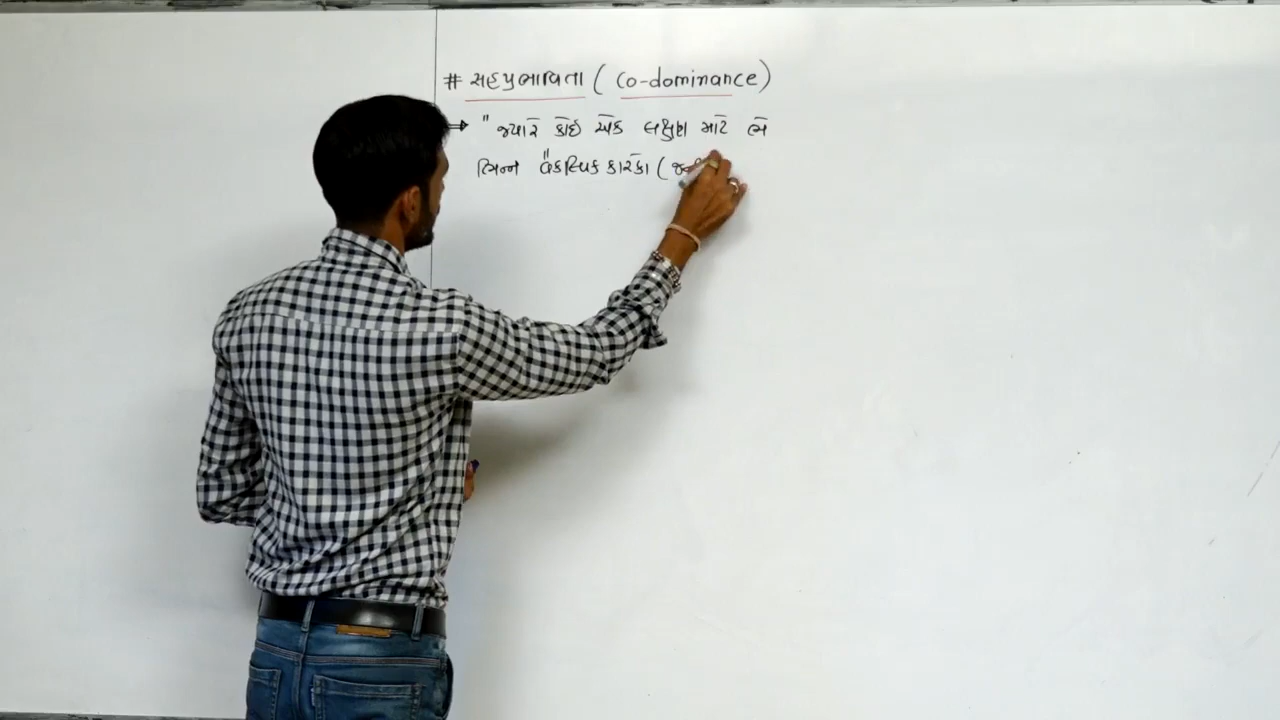 # સહપ્રભાવિતા ( Co-dominance )
" જ્યારે કોઈ એક લક્ષણ માટે બે
ભિન્ન વૈકલ્પિક કારકો (